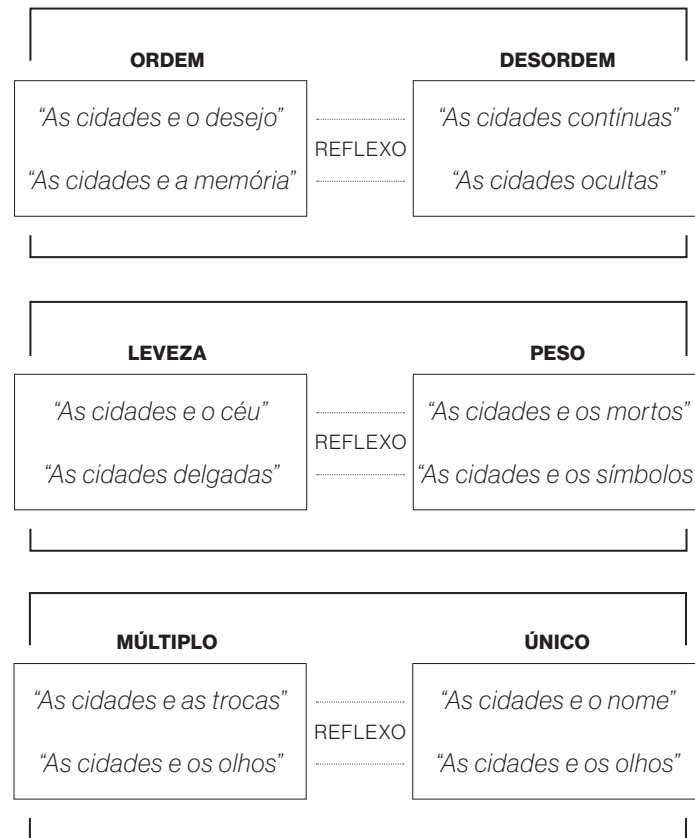 ORDEM
DESORDEM
“As cidades e o desejo”
“As cidades e a memória”
REFLEXO
“As cidades contínuas”
“As cidades ocultas”
LEVEZA
PESO
“As cidades e o céu”
“As cidades delgadas”
REFLEXO
“As cidades e os mortos”
“As cidades e os símbolos
MÚLTIPLO
ÚNICO
“As cidades e as trocas”
“As cidades e os olhos”
REFLEXO
“As cidades e o nome”
“As cidades e os olhos”